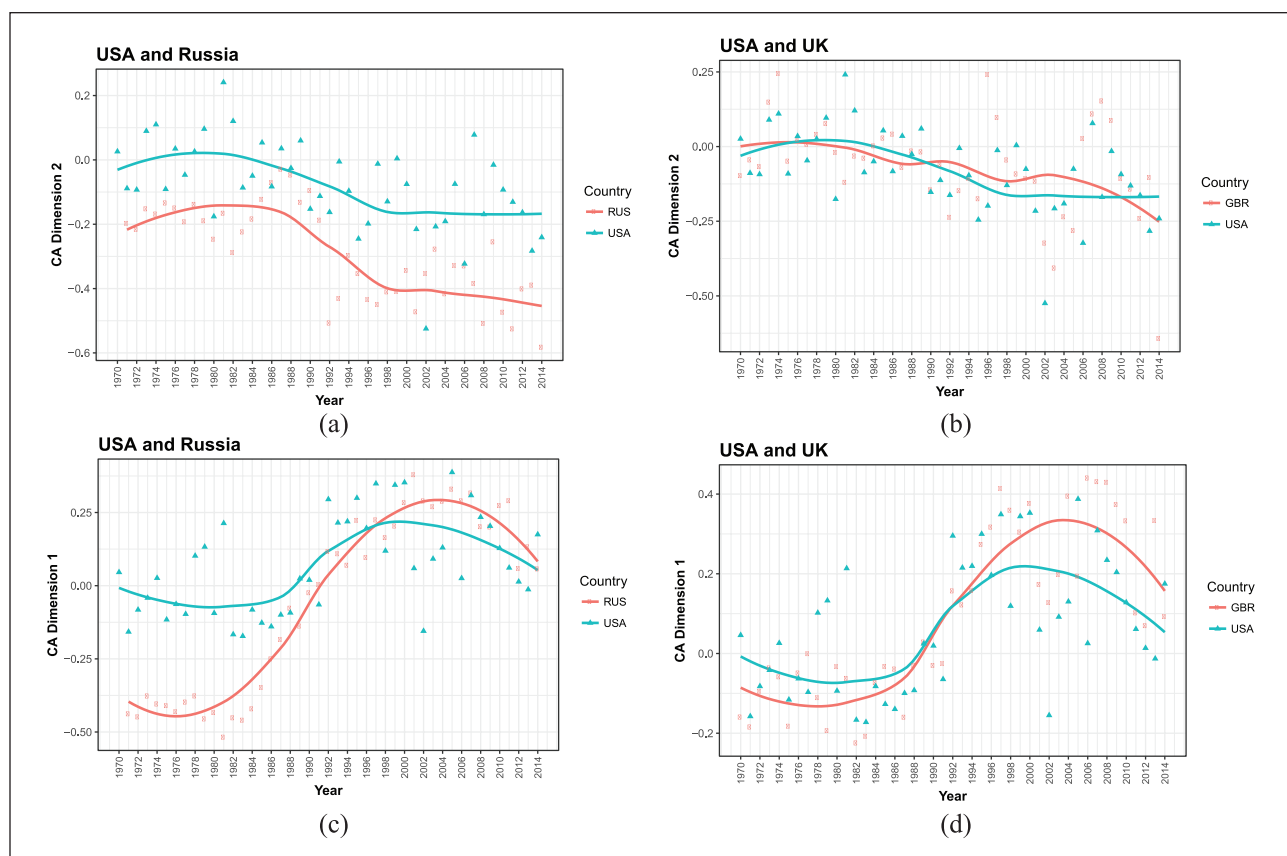 USA and Russia
CA Dimension 2
0.2
0.0
−0.2
−0.4
−0.6
1970 1972 1974 1976 1978 1980 1982 1984 1986 1988 1990 1992 1994 1996 1998 2000 2002 2004 2006 2008 2010 2012 2014
Year
Country
RUS
USA
(a)
USA and UK
CA Dimension 2
0.25
0.00
−0.25
−0.50
1970 1972 1974 1976 1978 1980 1982 1984 1986 1988 1990 1992 1994 1996 1998 2000 2002 2004 2006 2008 2010 2012 2014
Year
Country
GBR
USA
(b)
USA and Russia
CA Dimension 1
0.25
0.00
−0.25
−0.50
1970 1972 1974 1976 1978 1980 1982 1984 1986 1988 1990 1992 1994 1996 1998 2000 2002 2004 2006 2008 2010 2012 2014
Year
Country
RUS
USA
(c)
USA and UK
CA Dimension 1
0.4
0.2
0.0
−0.2
1970 1972 1974 1976 1978 1980 1982 1984 1986 1988 1990 1992 1994 1996 1998 2000 2002 2004 2006 2008 2010 2012 2014
Year
Country
GBR
USA
(d)